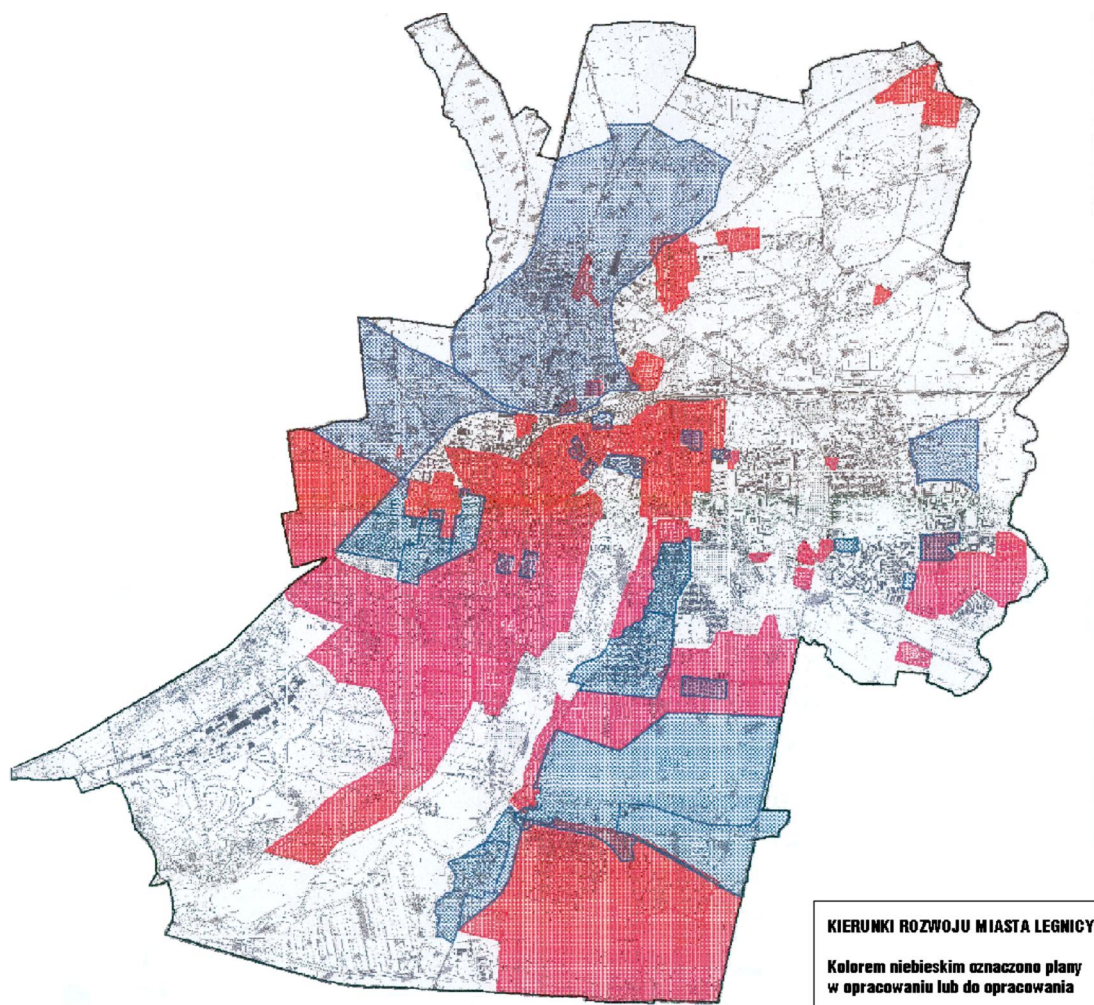 KIERUNKI ROZWOJU MIASTA LEGNICY
Kolorem niebieskim oznaczono plany
w opracowaniu lub do opracowania